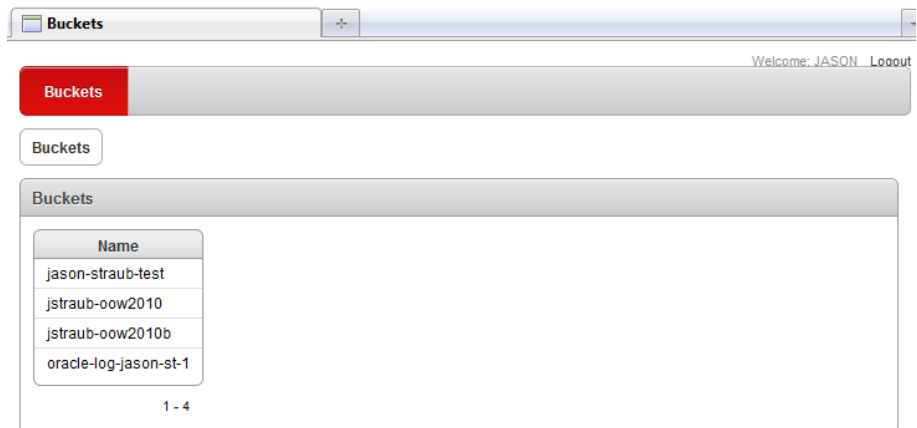 Buckets
Welcome: JASON Logout
Buckets
Buckets
Buckets
Name
jason-straub-test
jstraub-oow2010
jstraub-oow2010b
oracle-log-jason-st-1
1 - 4